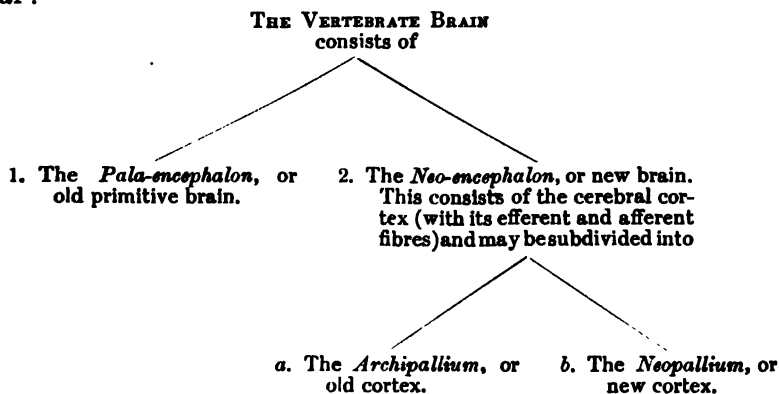 THE VERTEBRATE BRAIN
consists of
1. The Pala-encephalon, or
old primitive brain.
2. The Neo-encephalon, or new brain.
This consists of the cerebral cor-
tex (with its efferent and afferent
fibres) and may be subdivided into
a. The Archipallium, or
old cortex.
b. The Neopallium, or
new cortex.